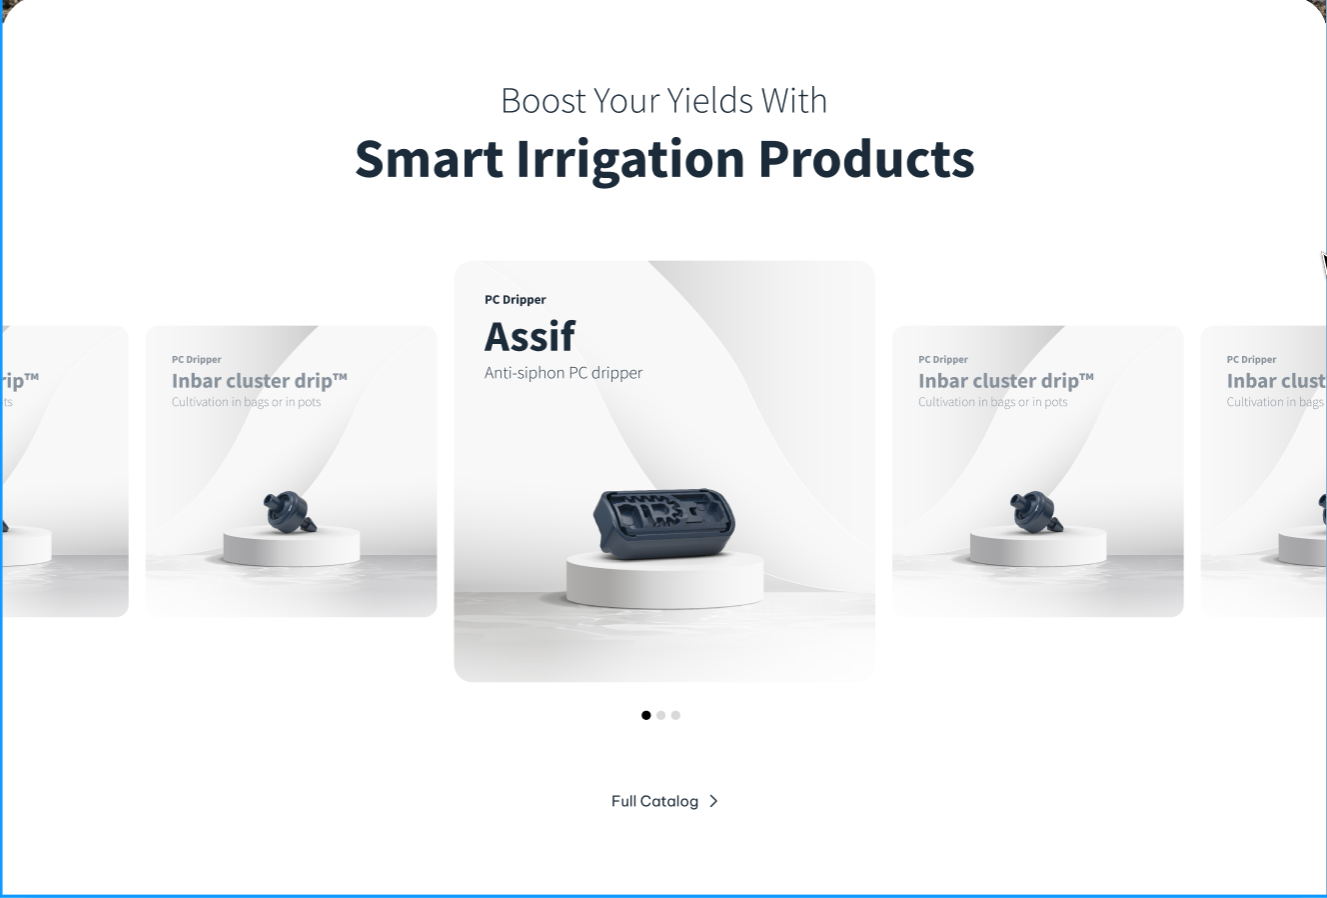 Boost Your Yields With
Smart Irrigation Products
rip™
ts
PC Dripper
Inbar cluster drip™
Cultivation in bags or in pots
PC Dripper
Assif
Anti-siphon PC dripper
PC Dripper
Inbar cluster drip™
Cultivation in bags or in pots
PC Dripper
Inbar clust
Cultivation in bags
Full Catalog